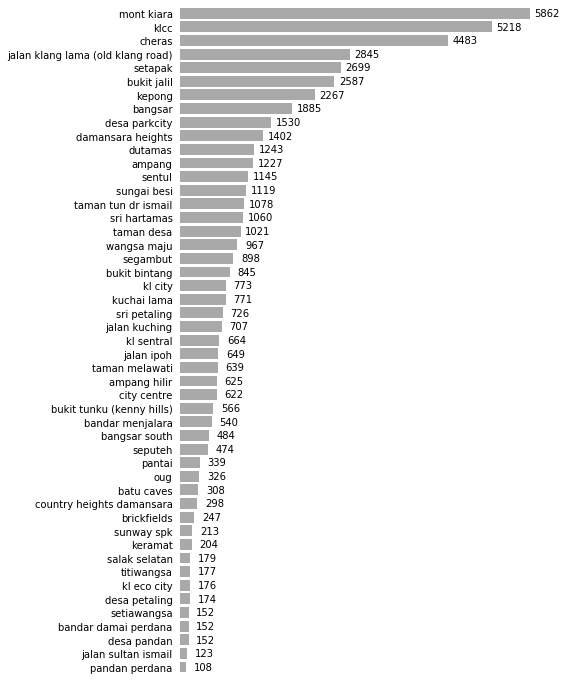 mont kiara 5862
klcc 5218
cheras 4483
jalan klang lama (old klang road) 2845
setapak 2699
bukit jalil 2587
kepong 2267
bangsar 1885
desa parkcity 1530
damansara heights 1402
dutamas 1243
ampang 1227
sentul 1145
sungai besi 1119
taman tun dr ismail 1078
sri hartamas 1060
taman desa 1021
wangsa maju 967
segambut 898
bukit bintang 845
kl city 773
kuchai lama 771
sri petaling 726
jalan kuching 707
kl sentral 664
jalan ipoh 649
taman melawati 639
ampang hilir 625
city centre 622
bukit tunku (kenny hills) 566
bandar menjalara 540
bangsar south 484
seputeh 474
pantai 339
oug 326
batu caves 308
country heights damansara 298
brickfields 247
sunway spk 213
keramat 204
salak selatan 179
titiwangsa 177
kl eco city 176
desa petaling 174
setiawangsa 152
bandar damai perdana 152
desa pandan 152
jalan sultan ismail 123
pandan perdana 108